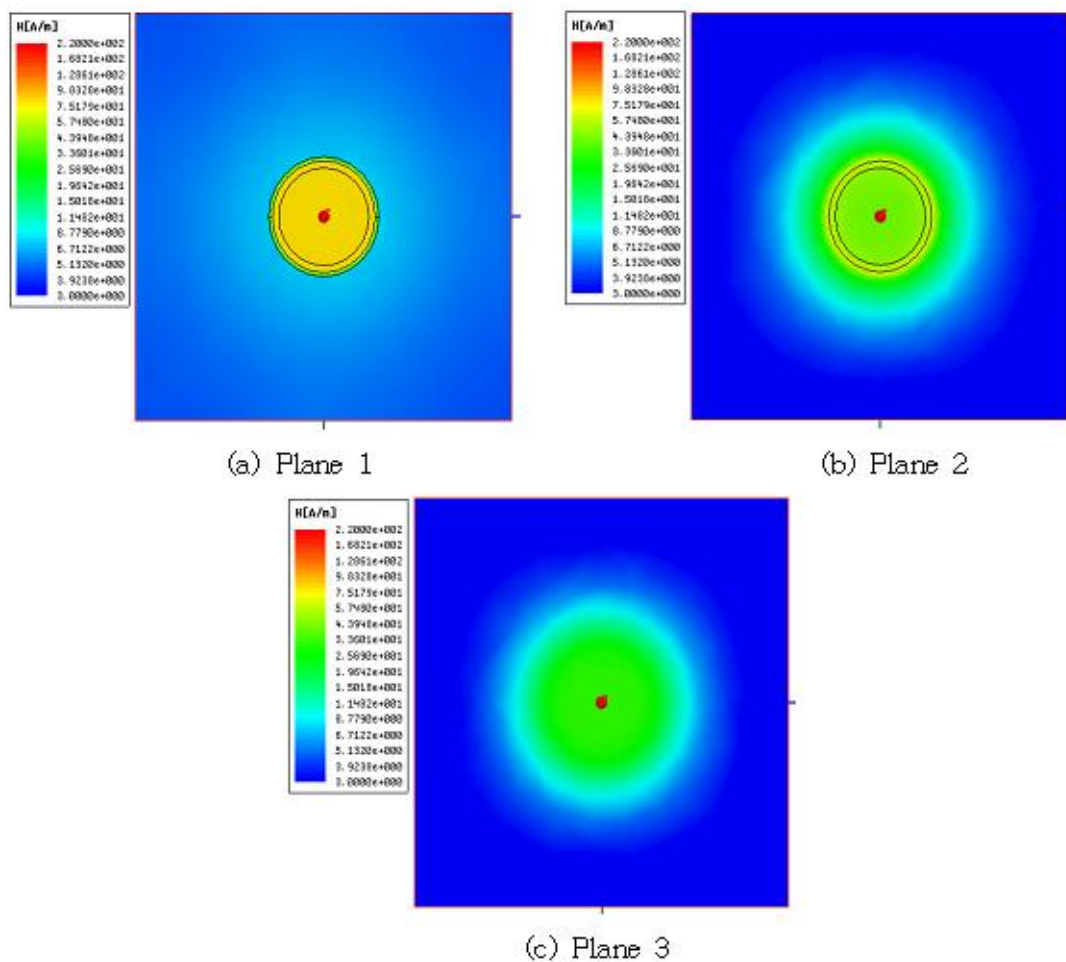 H[A/m]
2.2000e+002
1.6821e+002
1.2861e+002
9.8328e+001
7.5179e+001
5.7480e+001
4.3948e+001
3.3601e+001
2.5690e+001
1.9642e+001
1.5018e+001
1.1482e+001
8.7790e+000
6.7122e+000
5.1320e+000
3.9238e+000
3.0000e+000
(a) Plane 1
H[A/m]
2.2000e+002
1.6821e+002
1.2861e+002
9.8328e+001
7.5179e+001
5.7480e+001
4.3948e+001
3.3601e+001
2.5690e+001
1.9642e+001
1.5018e+001
1.1482e+001
8.7790e+000
6.7122e+000
5.1320e+000
3.9238e+000
3.0000e+000
(b) Plane 2
H[A/m]
2.2000e+002
1.6821e+002
1.2861e+002
9.8328e+001
7.5179e+001
5.7480e+001
4.3948e+001
3.3601e+001
2.5690e+001
1.9642e+001
1.5018e+001
1.1482e+001
8.7790e+000
6.7122e+000
5.1320e+000
3.9238e+000
3.0000e+000
(c) Plane 3